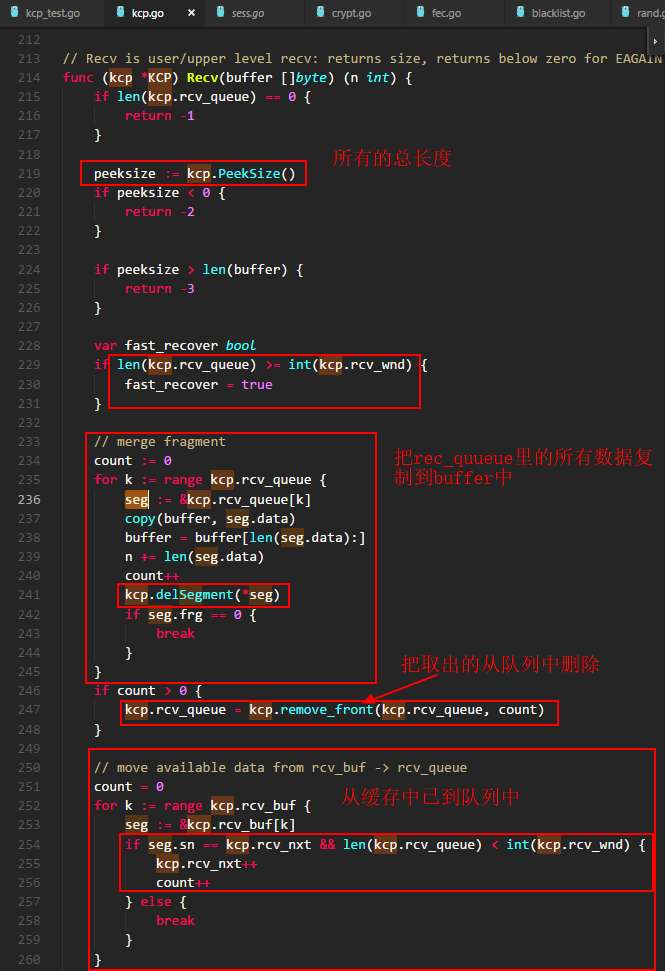 kcp_test.go kcp.go × sess.go crypt.go fec.go blacklist.go rand.g
212
213 // Recv is user/upper level recv: returns size, returns below zero for EAGAIN
214 func (kcp *KCP) Recv(buffer []byte) (n int) {
215 if len(kcp.rcv_queue) == 0 {
216 return -1
217 }
218
所有的总长度
219 peeksize := kcp.PeekSize()
220 if peeksize < 0 {
221 return -2
222 }
223
224 if peeksize > len(buffer) {
225 return -3
226 }
227
228 var fast_recover bool
229 if len(kcp.rcv_queue) >= int(kcp.rcv_wnd) {
230 fast_recover = true
231 }
232
233 // merge fragment
234 count := 0
把rec_quueue里的所有数据复
制到buffer中
235 for k := range kcp.rcv_queue {
236 seg := &kcp.rcv_queue[k]
237 copy(buffer, seg.data)
238 buffer = buffer[len(seg.data):]
239 n += len(seg.data)
240 count++
241 kcp.delSegment(*seg)
242 if seg.frg == 0 {
243 break
244 }
245 }
把取出的从队列中删除
246 if count > 0 {
247 kcp.rcv_queue = kcp.remove_front(kcp.rcv_queue, count)
248 }
249
250 // move available data from rcv_buf -> rcv_queue
251 count = 0
从缓存中已到队列中
252 for k := range kcp.rcv_buf {
253 seg := &kcp.rcv_buf[k]
254 if seg.sn == kcp.rcv_nxt && len(kcp.rcv_queue) < int(kcp.rcv_wnd) {
255 kcp.rcv_nxt++
256 count++
257 } else {
258 break
259 }
260 }